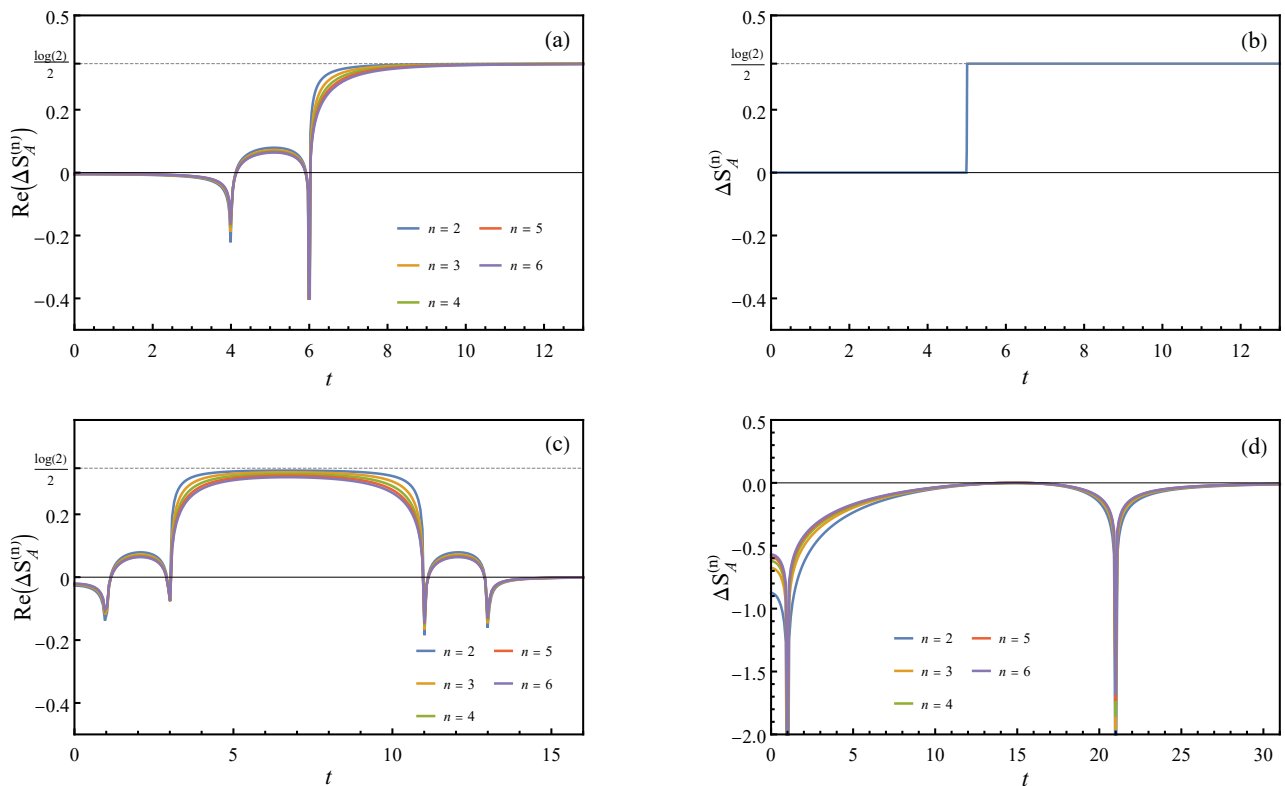 (a)
0.5
log(2)
2
0.2
0
−0.2
−0.4
Re(ΔS_A^(n))
n = 2 n = 5
n = 3 n = 6
n = 4
0 2 4 6 8 10 12
t
(b)
0.5
log(2)
2
0.2
0
−0.2
−0.4
ΔS_A^(n)
0 2 4 6 8 10 12
t
(c)
log(2)
2
0.2
0
−0.2
−0.4
Re(ΔS_A^(n))
n = 2 n = 5
n = 3 n = 6
n = 4
0 5 10 15
t
(d)
0.5
0.0
−0.5
−1.0
−1.5
−2.0
ΔS_A^(n)
n = 2 n = 5
n = 3 n = 6
n = 4
0 5 10 15 20 25 30
t